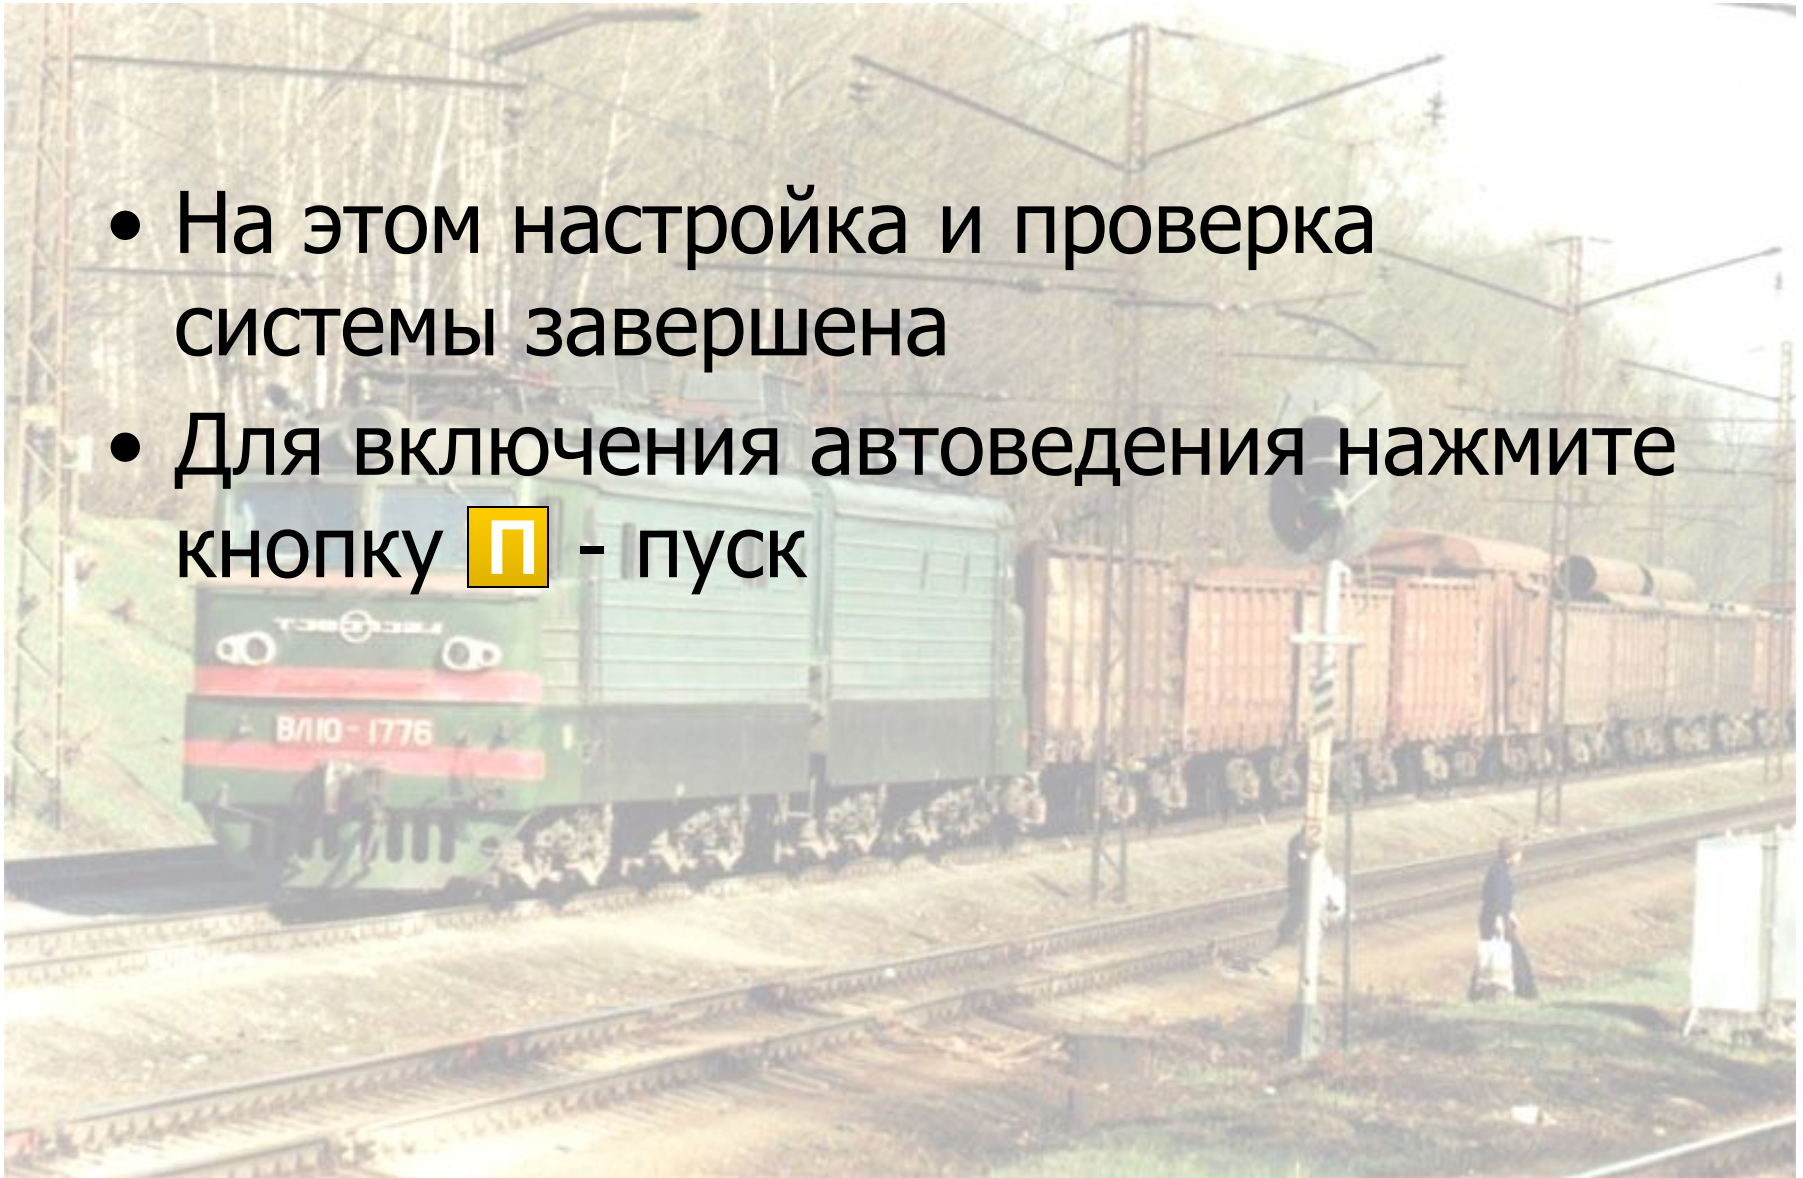 • На этом настройка и проверка
системы завершена
• Для включения автоведения нажмите
кнопку П - пуск
ВЛ10-1776